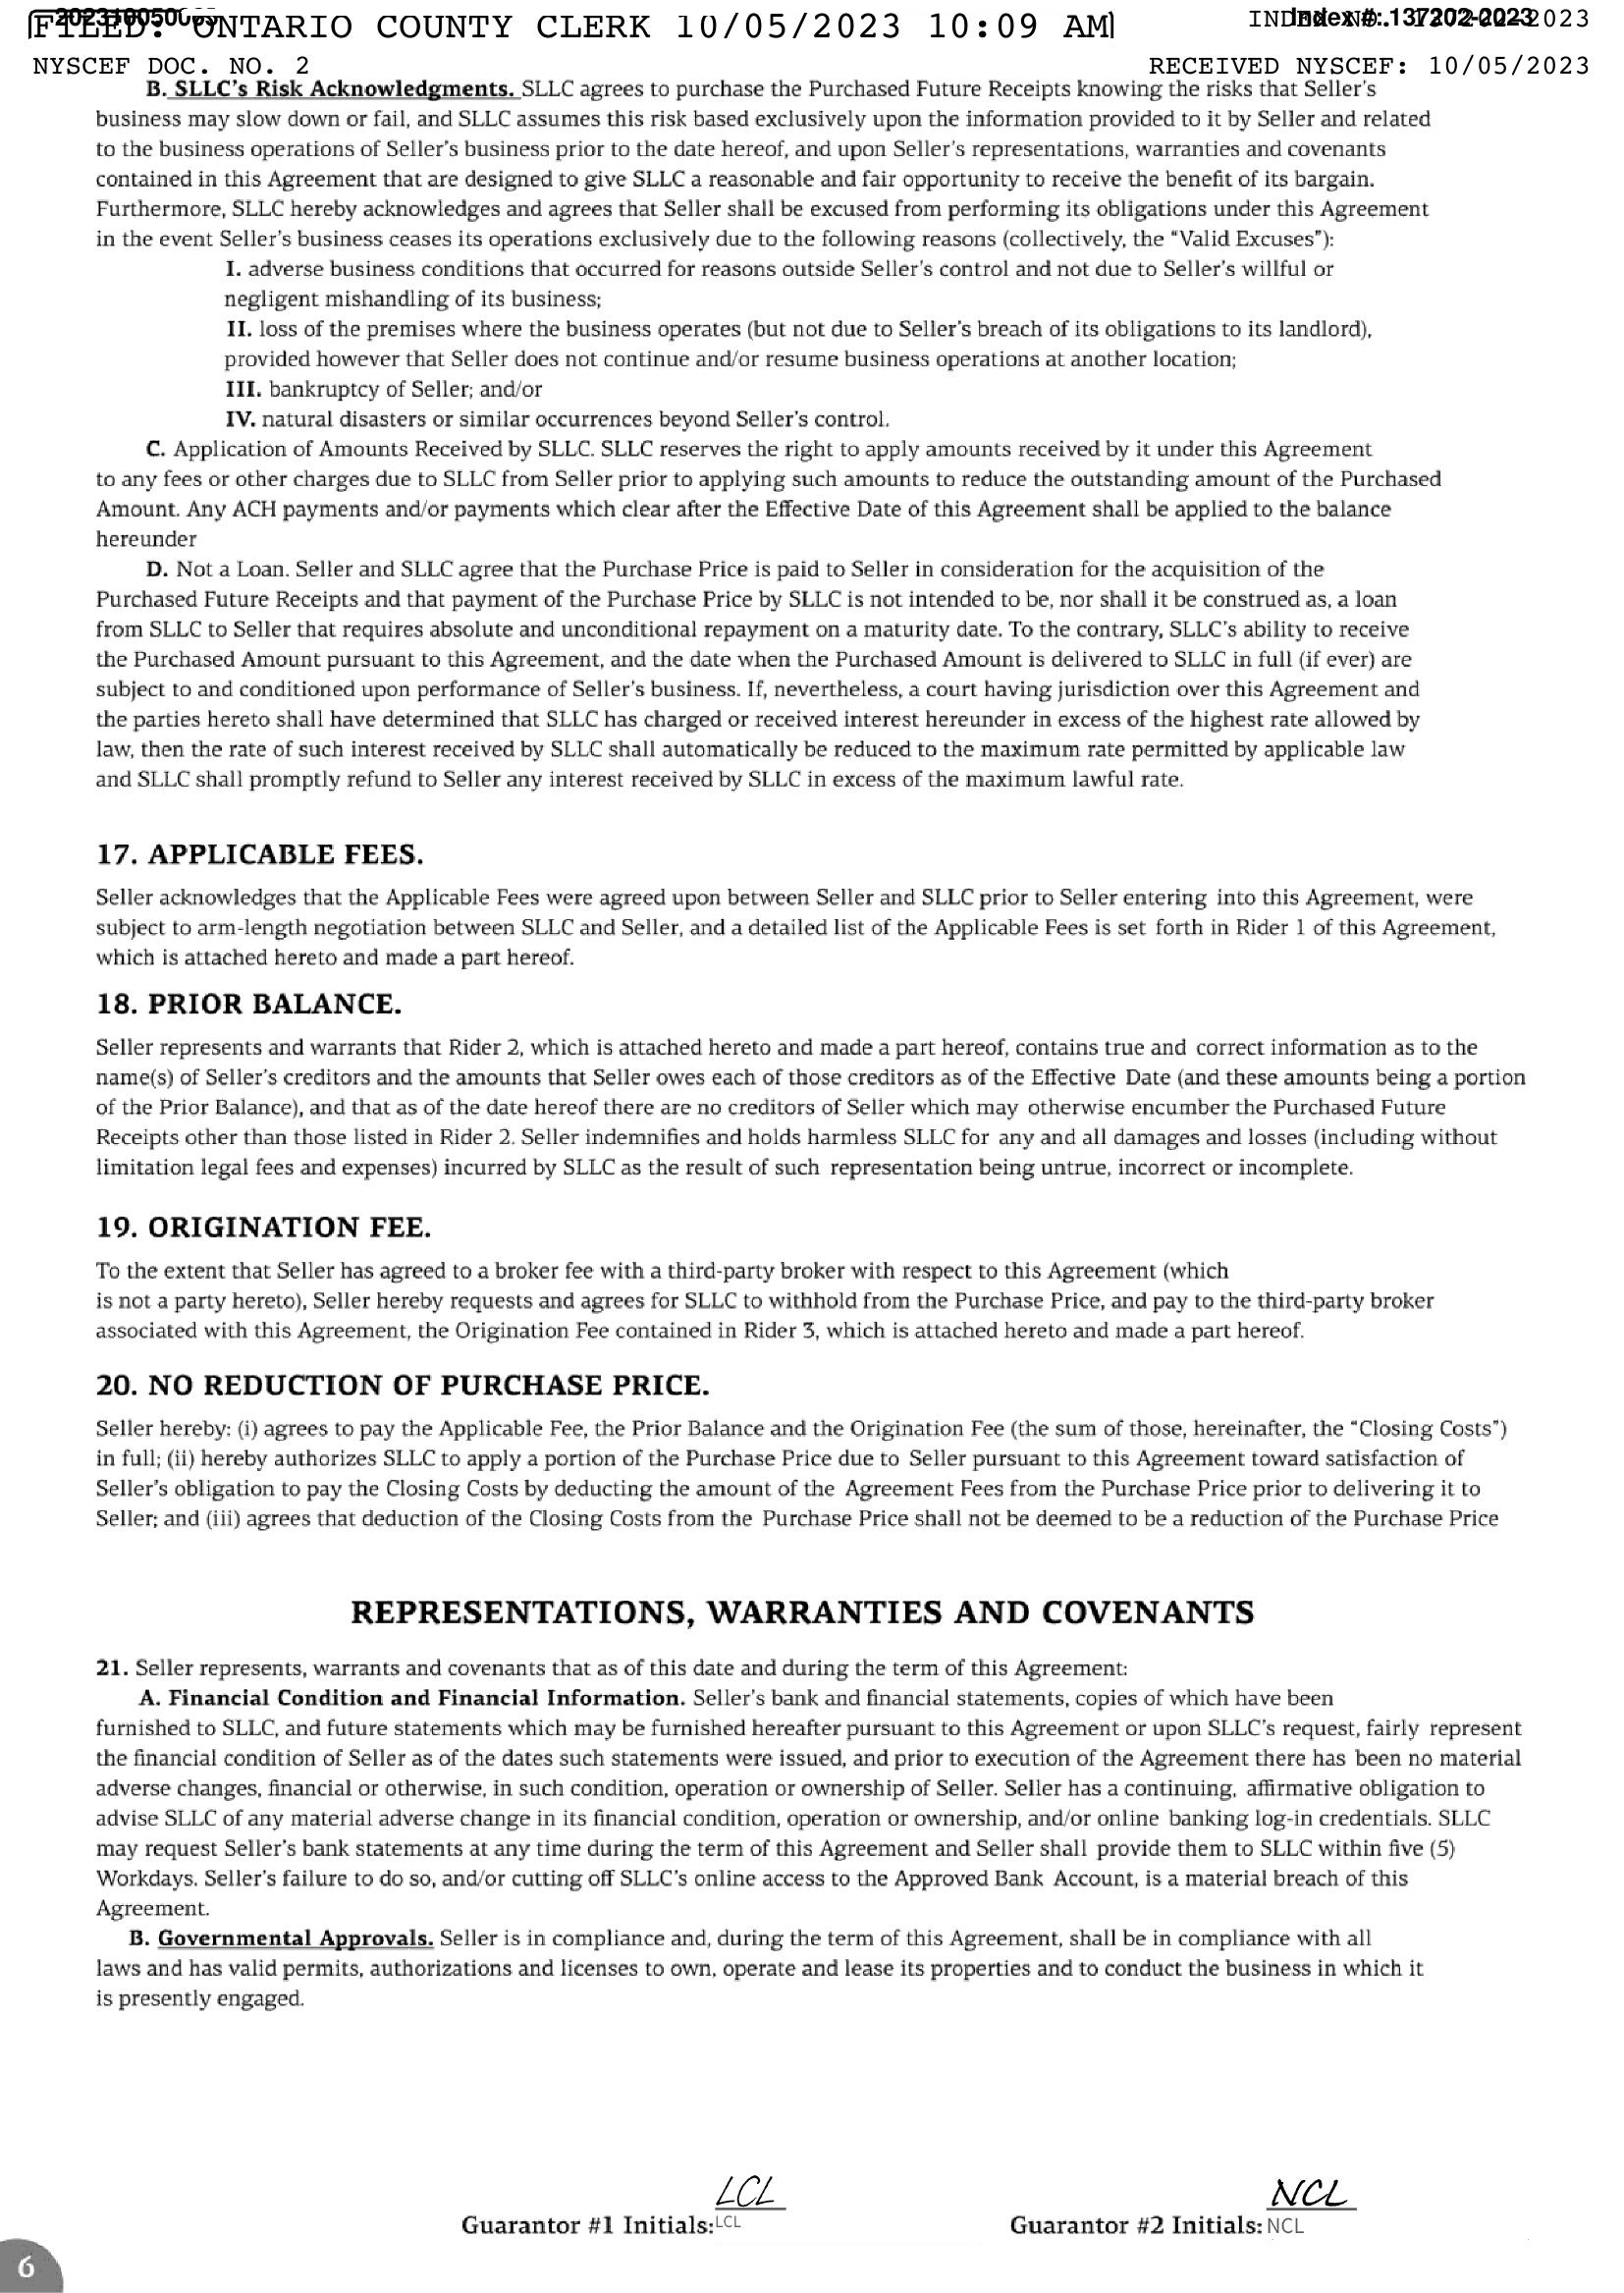 FILED: ONTARIO COUNTY CLERK 10/05/2023 10:09 AM
Index #: 137202-2023
NYSCEF DOC. NO. 2
RECEIVED NYSCEF: 10/05/2023
B. SLLC's Risk Acknowledgments. SLLC agrees to purchase the Purchased Future Receipts knowing the risks that Seller's
business may slow down or fail, and SLLC assumes this risk based exclusively upon the information provided to it by Seller and related
to the business operations of Seller's business prior to the date hereof, and upon Seller's representations, warranties and covenants
contained in this Agreement that are designed to give SLLC a reasonable and fair opportunity to receive the benefit of its bargain.
Furthermore, SLLC hereby acknowledges and agrees that Seller shall be excused from performing its obligations under this Agreement
in the event Seller's business ceases its operations exclusively due to the following reasons (collectively, the “Valid Excuses”):
I. adverse business conditions that occurred for reasons outside Seller's control and not due to Seller's willful or
negligent mishandling of its business;
II. loss of the premises where the business operates (but not due to Seller's breach of its obligations to its landlord),
provided however that Seller does not continue and/or resume business operations at another location;
III. bankruptcy of Seller; and/or
IV. natural disasters or similar occurrences beyond Seller's control.
C. Application of Amounts Received by SLLC. SLLC reserves the right to apply amounts received by it under this Agreement
to any fees or other charges due to SLLC from Seller prior to applying such amounts to reduce the outstanding amount of the Purchased
Amount. Any ACH payments and/or payments which clear after the Effective Date of this Agreement shall be applied to the balance
hereunder
D. Not a Loan. Seller and SLLC agree that the Purchase Price is paid to Seller in consideration for the acquisition of the
Purchased Future Receipts and that payment of the Purchase Price by SLLC is not intended to be, nor shall it be construed as, a loan
from SLLC to Seller that requires absolute and unconditional repayment on a maturity date. To the contrary, SLLC's ability to receive
the Purchased Amount pursuant to this Agreement, and the date when the Purchased Amount is delivered to SLLC in full (if ever) are
subject to and conditioned upon performance of Seller's business. If, nevertheless, a court having jurisdiction over this Agreement and
the parties hereto shall have determined that SLLC has charged or received interest hereunder in excess of the highest rate allowed by
law, then the rate of such interest received by SLLC shall automatically be reduced to the maximum rate permitted by applicable law
and SLLC shall promptly refund to Seller any interest received by SLLC in excess of the maximum lawful rate.
17. APPLICABLE FEES.
Seller acknowledges that the Applicable Fees were agreed upon between Seller and SLLC prior to Seller entering into this Agreement, were
subject to arm-length negotiation between SLLC and Seller, and a detailed list of the Applicable Fees is set forth in Rider 1 of this Agreement,
which is attached hereto and made a part hereof.
18. PRIOR BALANCE.
Seller represents and warrants that Rider 2, which is attached hereto and made a part hereof, contains true and correct information as to the
name(s) of Seller's creditors and the amounts that Seller owes each of those creditors as of the Effective Date (and these amounts being a portion
of the Prior Balance), and that as of the date hereof there are no creditors of Seller which may otherwise encumber the Purchased Future
Receipts other than those listed in Rider 2. Seller indemnifies and holds harmless SLLC for any and all damages and losses (including without
limitation legal fees and expenses) incurred by SLLC as the result of such representation being untrue, incorrect or incomplete.
19. ORIGINATION FEE.
To the extent that Seller has agreed to a broker fee with a third-party broker with respect to this Agreement (which
is not a party hereto), Seller hereby requests and agrees for SLLC to withhold from the Purchase Price, and pay to the third-party broker
associated with this Agreement, the Origination Fee contained in Rider 3, which is attached hereto and made a part hereof.
20. NO REDUCTION OF PURCHASE PRICE.
Seller hereby: (i) agrees to pay the Applicable Fee, the Prior Balance and the Origination Fee (the sum of those, hereinafter, the “Closing Costs”)
in full; (ii) hereby authorizes SLLC to apply a portion of the Purchase Price due to Seller pursuant to this Agreement toward satisfaction of
Seller's obligation to pay the Closing Costs by deducting the amount of the Agreement Fees from the Purchase Price prior to delivering it to
Seller; and (iii) agrees that deduction of the Closing Costs from the Purchase Price shall not be deemed to be a reduction of the Purchase Price
REPRESENTATIONS, WARRANTIES AND COVENANTS
21. Seller represents, warrants and covenants that as of this date and during the term of this Agreement:
A. Financial Condition and Financial Information. Seller's bank and financial statements, copies of which have been
furnished to SLLC, and future statements which may be furnished hereafter pursuant to this Agreement or upon SLLC's request, fairly represent
the financial condition of Seller as of the dates such statements were issued, and prior to execution of the Agreement there has been no material
adverse changes, financial or otherwise, in such condition, operation or ownership of Seller. Seller has a continuing, affirmative obligation to
advise SLLC of any material adverse change in its financial condition, operation or ownership, and/or online banking log-in credentials. SLLC
may request Seller's bank statements at any time during the term of this Agreement and Seller shall provide them to SLLC within five (5)
Workdays. Seller's failure to do so, and/or cutting off SLLC's online access to the Approved Bank Account, is a material breach of this
Agreement.
B. Governmental Approvals. Seller is in compliance and, during the term of this Agreement, shall be in compliance with all
laws and has valid permits, authorizations and licenses to own, operate and lease its properties and to conduct the business in which it
is presently engaged.
LCL
NCL
Guarantor #1 Initials: LCL
Guarantor #2 Initials: NCL
6